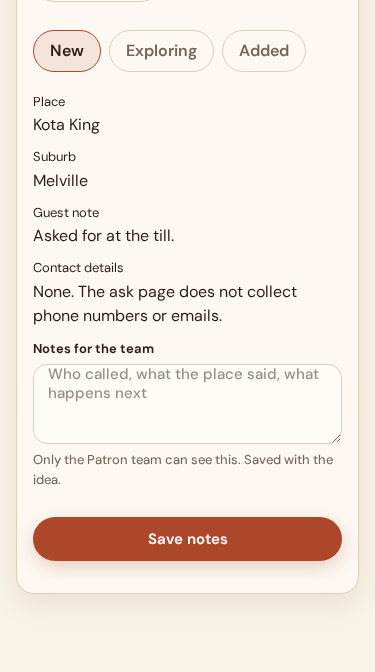 New
Exploring
Added
Place
Kota King
Suburb
Melville
Guest note
Asked for at the till.
Contact details
None. The ask page does not collect
phone numbers or emails.
Notes for the team
Who called, what the place said, what
happens next
Only the Patron team can see this. Saved with the
idea.
Save notes